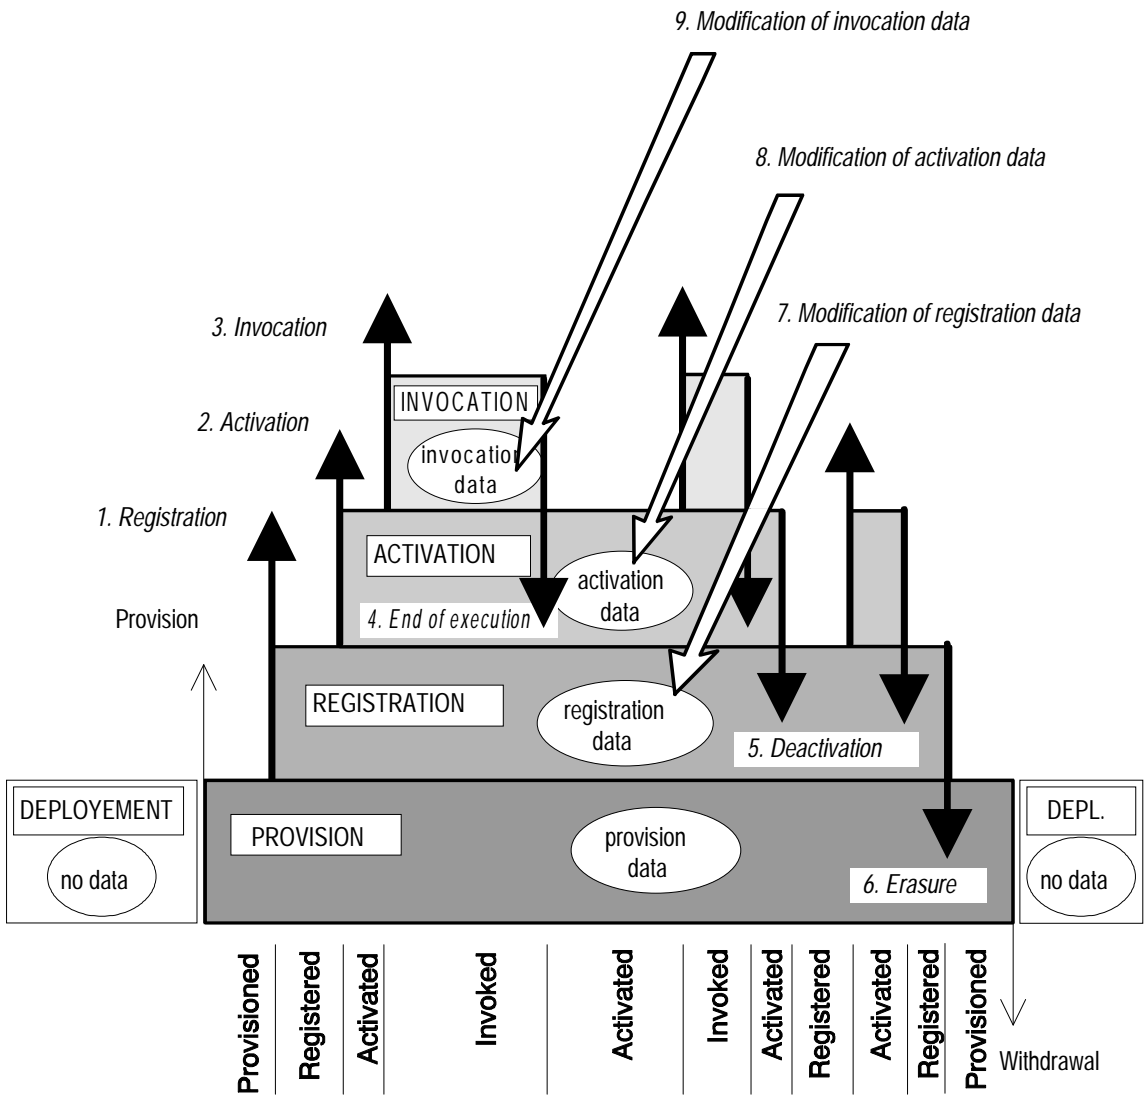 9. Modification of invocation data
8. Modification of activation data
7. Modification of registration data
3. Invocation
INVOCATION
2. Activation
invocation
data
1. Registration
ACTIVATION
activation
data
4. End of execution
Provision
REGISTRATION
registration
data
5. Deactivation
DEPLOYEMENT
no data
PROVISION
provision
data
6. Erasure
DEPL.
no data
Provisioned
Registered
Activated
Invoked
Activated
Invoked
Activated
Registered
Activated
Registered
Provisioned
Withdrawal